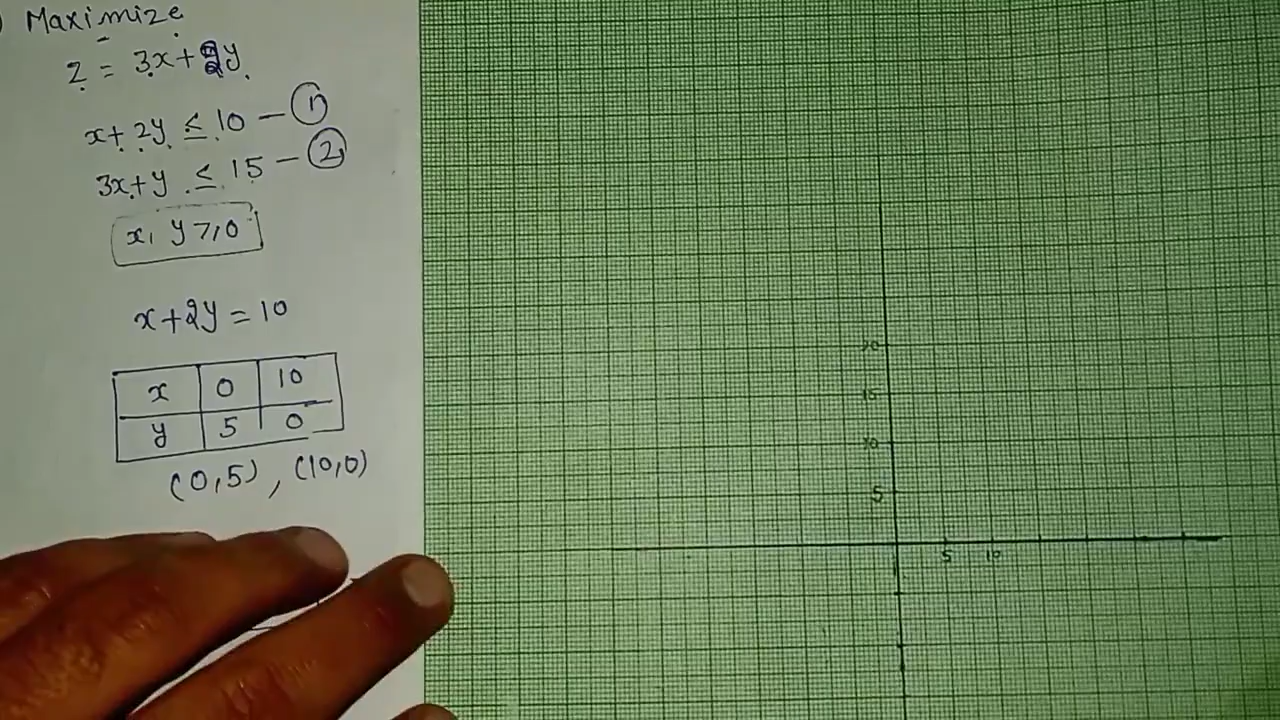 Maximize
Z = 3x + 2y
x + 2y ≤ 10 - ①
3x + y ≤ 15 - ②
x, y ≥ 0
x + 2y = 10
x 0 10
y 5 0
(0,5), (10,0)
20
15
10
5
5 10